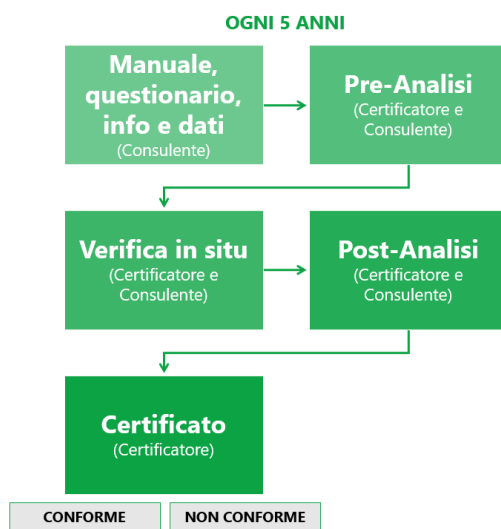 OGNI 5 ANNI
Manuale,
questionario,
info e dati
(Consulente)
Pre-Analisi
(Certificatore e
Consulente)
Verifica in situ
(Certificatore e
Consulente)
Post-Analisi
(Certificatore e
Consulente)
Certificato
(Certificatore)
CONFORME
NON CONFORME